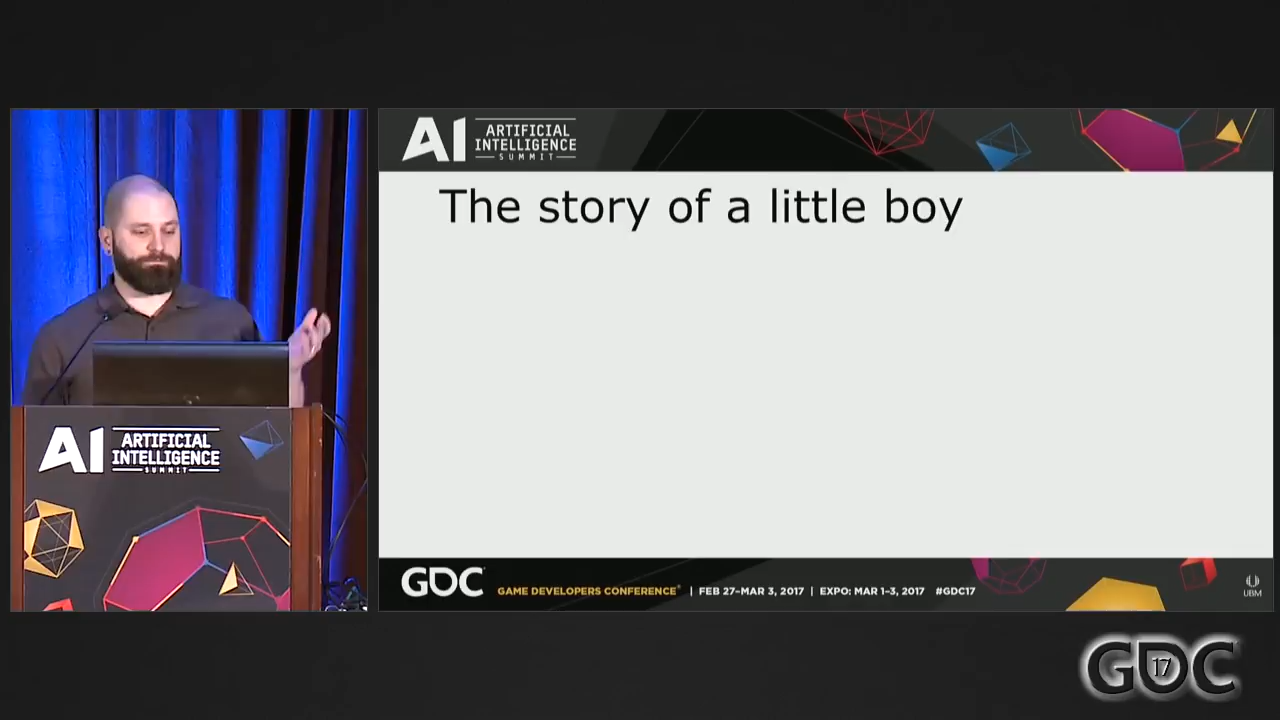 AI ARTIFICIAL
INTELLIGENCE
SUMMIT
The story of a little boy
AI ARTIFICIAL
INTELLIGENCE
SUMMIT
GDC GAME DEVELOPERS CONFERENCE® | FEB 27–MAR 3, 2017 | EXPO: MAR 1–3, 2017 #GDC17
UBM
GDC 17